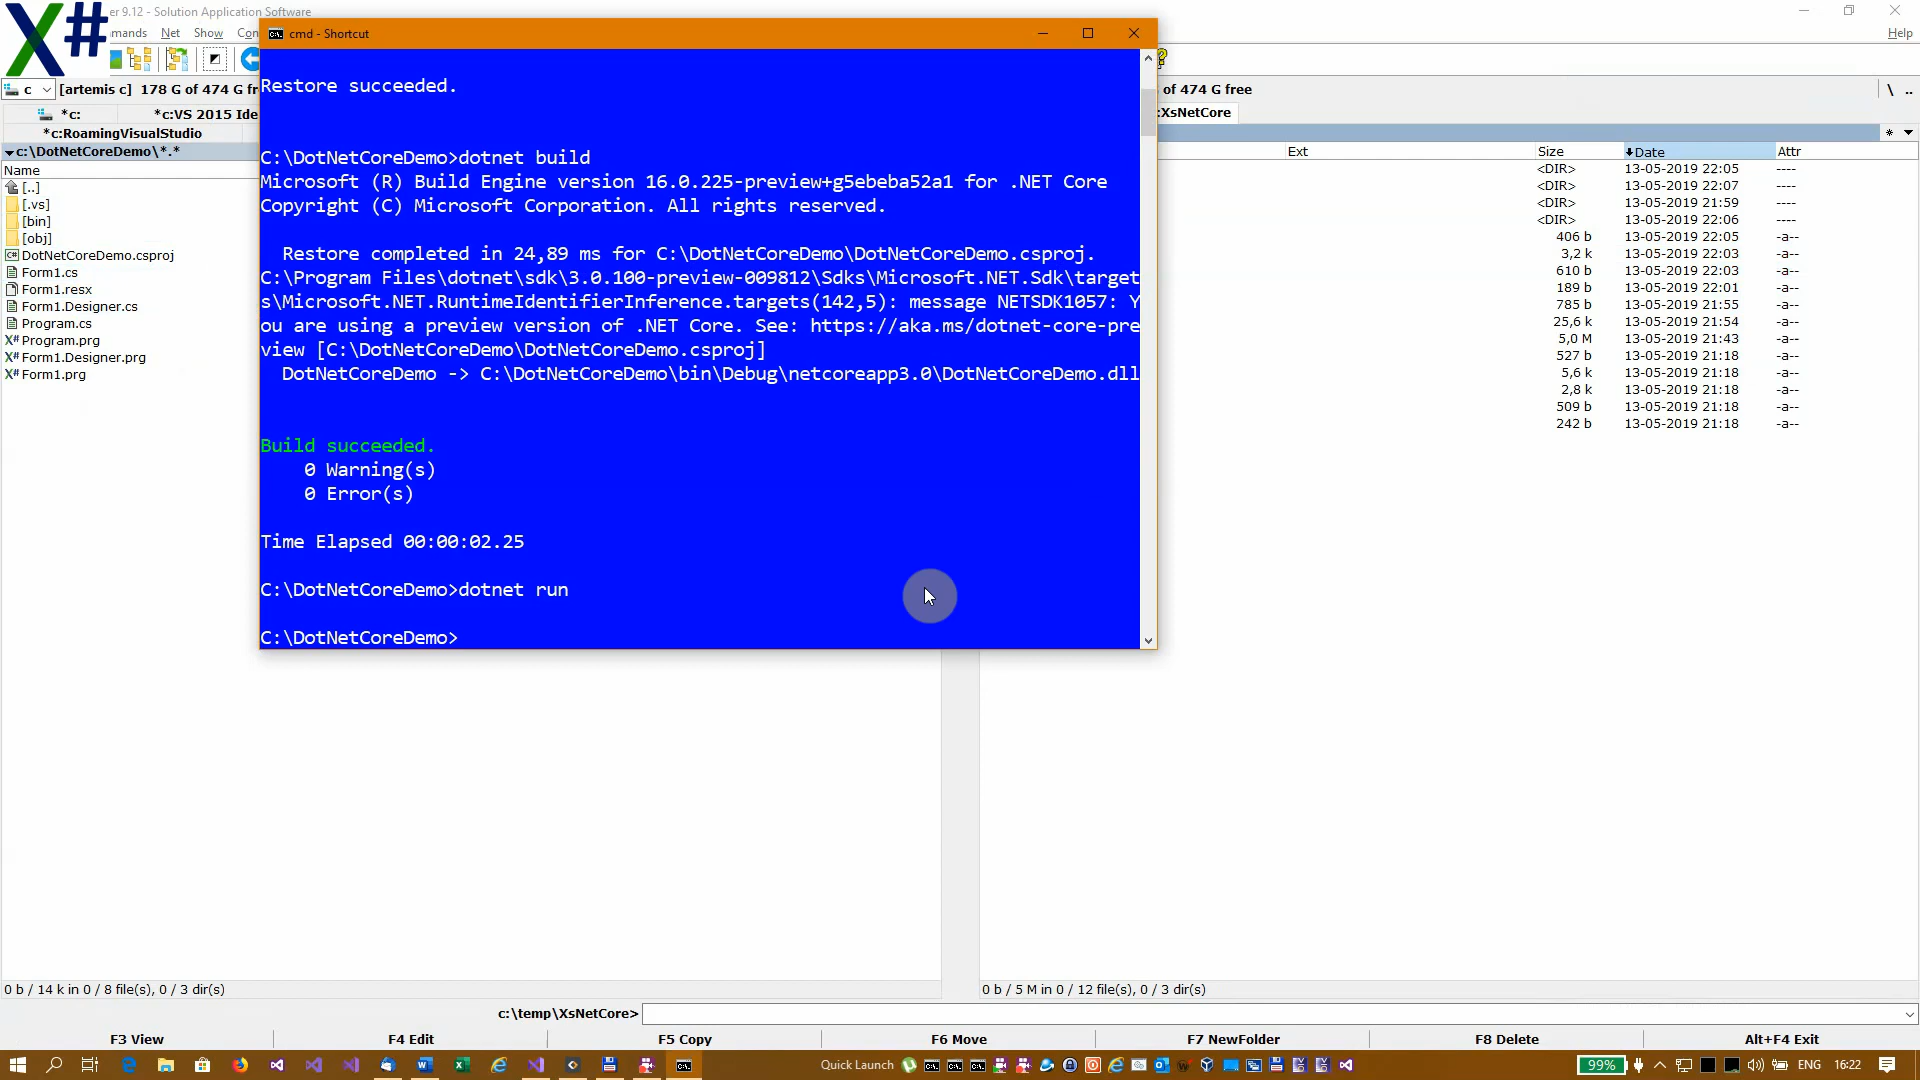 X#
er 9.12 - Solution Application Software
mands Net Show Con
Help
c [artemis c] 178 G of 474 G fr
of 474 G free
\ ..
*c: *c:VS 2015 Ide
*c:RoamingVisualStudio
:XsNetCore
c:\DotNetCoreDemo\*.*
* 
Name
[..]
[.vs]
[bin]
[obj]
DotNetCoreDemo.csproj
Form1.cs
Form1.resx
Form1.Designer.cs
Program.cs
X# Program.prg
X# Form1.Designer.prg
X# Form1.prg
cmd - Shortcut
Restore succeeded.
C:\DotNetCoreDemo>dotnet build
Microsoft (R) Build Engine version 16.0.225-preview+g5ebeba52a1 for .NET Core
Copyright (C) Microsoft Corporation. All rights reserved.
Restore completed in 24,89 ms for C:\DotNetCoreDemo\DotNetCoreDemo.csproj.
C:\Program Files\dotnet\sdk\3.0.100-preview-009812\Sdks\Microsoft.NET.Sdk\target
s\Microsoft.NET.RuntimeIdentifierInference.targets(142,5): message NETSDK1057: Y
ou are using a preview version of .NET Core. See: https://aka.ms/dotnet-core-pre
view [C:\DotNetCoreDemo\DotNetCoreDemo.csproj]
DotNetCoreDemo -> C:\DotNetCoreDemo\bin\Debug\netcoreapp3.0\DotNetCoreDemo.dll
Build succeeded.
0 Warning(s)
0 Error(s)
Time Elapsed 00:00:02.25
C:\DotNetCoreDemo>dotnet run
C:\DotNetCoreDemo>
Ext Size Date Attr
<DIR> 13-05-2019 22:05 ----
<DIR> 13-05-2019 22:07 ----
<DIR> 13-05-2019 21:59 ----
<DIR> 13-05-2019 22:06 ----
406 b 13-05-2019 22:05 -a--
3,2 k 13-05-2019 22:03 -a--
610 b 13-05-2019 22:03 -a--
189 b 13-05-2019 22:01 -a--
785 b 13-05-2019 21:55 -a--
25,6 k 13-05-2019 21:54 -a--
5,0 M 13-05-2019 21:43 -a--
527 b 13-05-2019 21:18 -a--
5,6 k 13-05-2019 21:18 -a--
2,8 k 13-05-2019 21:18 -a--
509 b 13-05-2019 21:18 -a--
242 b 13-05-2019 21:18 -a--
0 b / 14 k in 0 / 8 file(s), 0 / 3 dir(s)
0 b / 5 M in 0 / 12 file(s), 0 / 3 dir(s)
c:\temp\XsNetCore>
F3 View F4 Edit F5 Copy F6 Move F7 NewFolder F8 Delete Alt+F4 Exit
Quick Launch 99% ENG 16:22